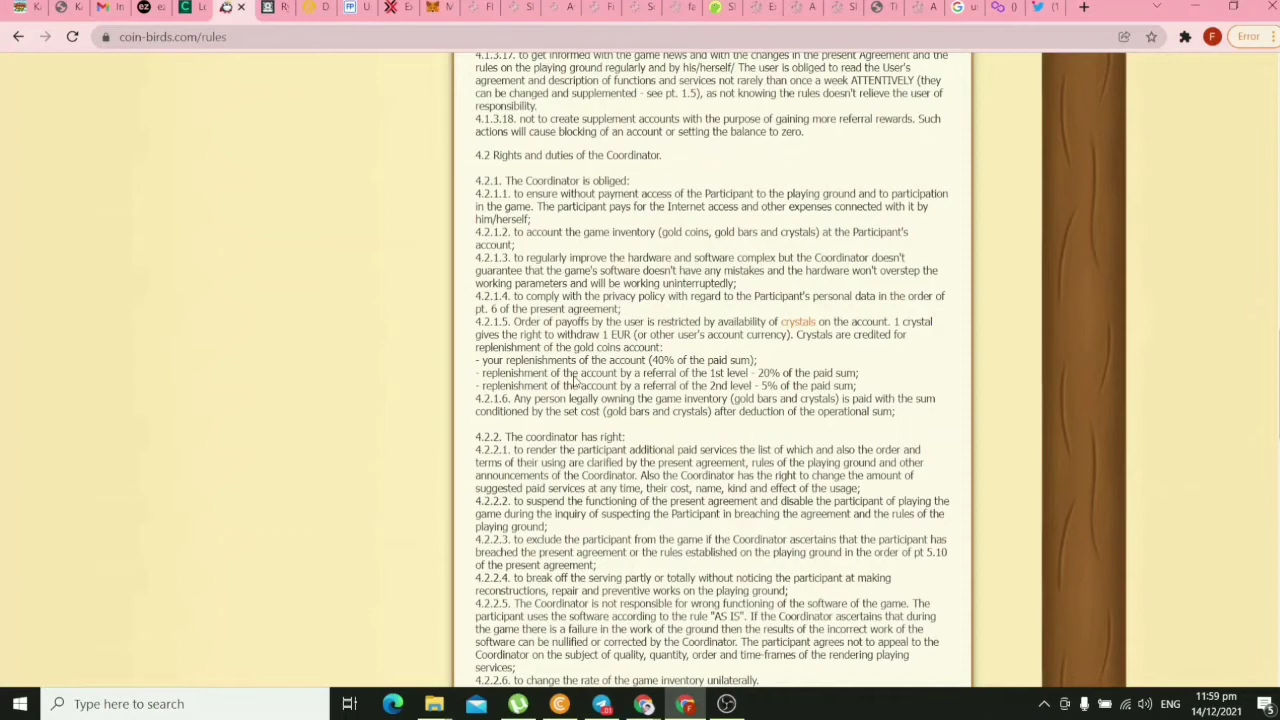 Ki
ea
Co
In
ez
Lo
R
D
U
Ex
M
FI
SI
A
Fi
Si
fa
St
Ex
A
SI
Ti
A
un
()
(1
coin-birds.com/rules
F
Error
4.1.3.17. to get informed with the game news and with the changes in the present Agreement and the
rules on the playing ground regularly and by his/herself/ The user is obliged to read the User's
agreement and description of functions and services not rarely than once a week ATTENTIVELY (they
can be changed and supplemented - see pt. 1.5), as not knowing the rules doesn't relieve the user of
responsibility.
4.1.3.18. not to create supplement accounts with the purpose of gaining more referral rewards. Such
actions will cause blocking of an account or setting the balance to zero.
4.2 Rights and duties of the Coordinator.
4.2.1. The Coordinator is obliged:
4.2.1.1. to ensure without payment access of the Participant to the playing ground and to participation
in the game. The participant pays for the Internet access and other expenses connected with it by
him/herself;
4.2.1.2. to account the game inventory (gold coins, gold bars and crystals) at the Participant's
account;
4.2.1.3. to regularly improve the hardware and software complex but the Coordinator doesn't
guarantee that the game's software doesn't have any mistakes and the hardware won't overstep the
working parameters and will be working uninterruptedly;
4.2.1.4. to comply with the privacy policy with regard to the Participant's personal data in the order of
pt. 6 of the present agreement;
4.2.1.5. Order of payoffs by the user is restricted by availability of crystals on the account. 1 crystal
gives the right to withdraw 1 EUR (or other user's account currency). Crystals are credited for
replenishment of the gold coins account:
- your replenishments of the account (40% of the paid sum);
- replenishment of the account by a referral of the 1st level - 20% of the paid sum;
- replenishment of the account by a referral of the 2nd level - 5% of the paid sum;
4.2.1.6. Any person legally owning the game inventory (gold bars and crystals) is paid with the sum
conditioned by the set cost (gold bars and crystals) after deduction of the operational sum;
4.2.2. The coordinator has right:
4.2.2.1. to render the participant additional paid services the list of which and also the order and
terms of their using are clarified by the present agreement, rules of the playing ground and other
announcements of the Coordinator. Also the Coordinator has the right to change the amount of
suggested paid services at any time, their cost, name, kind and effect of the usage;
4.2.2.2. to suspend the functioning of the present agreement and disable the participant of playing the
game during the inquiry of suspecting the Participant in breaching the agreement and the rules of the
playing ground;
4.2.2.3. to exclude the participant from the game if the Coordinator ascertains that the participant has
breached the present agreement or the rules established on the playing ground in the order of pt 5.10
of the present agreement;
4.2.2.4. to break off the serving partly or totally without noticing the participant at making
reconstructions, repair and preventive works on the playing ground;
4.2.2.5. The Coordinator is not responsible for wrong functioning of the software of the game. The
participant uses the software according to the rule "AS IS". If the Coordinator ascertains that during
the game there is a failure in the work of the ground then the results of the incorrect work of the
software can be nullified or corrected by the Coordinator. The participant agrees not to appeal to the
Coordinator on the subject of quality, quantity, order and time-frames of the rendering playing
services;
4.2.2.6. to change the rate of the game inventory unilaterally.
Type here to search
ENG
11:59 pm
14/12/2021